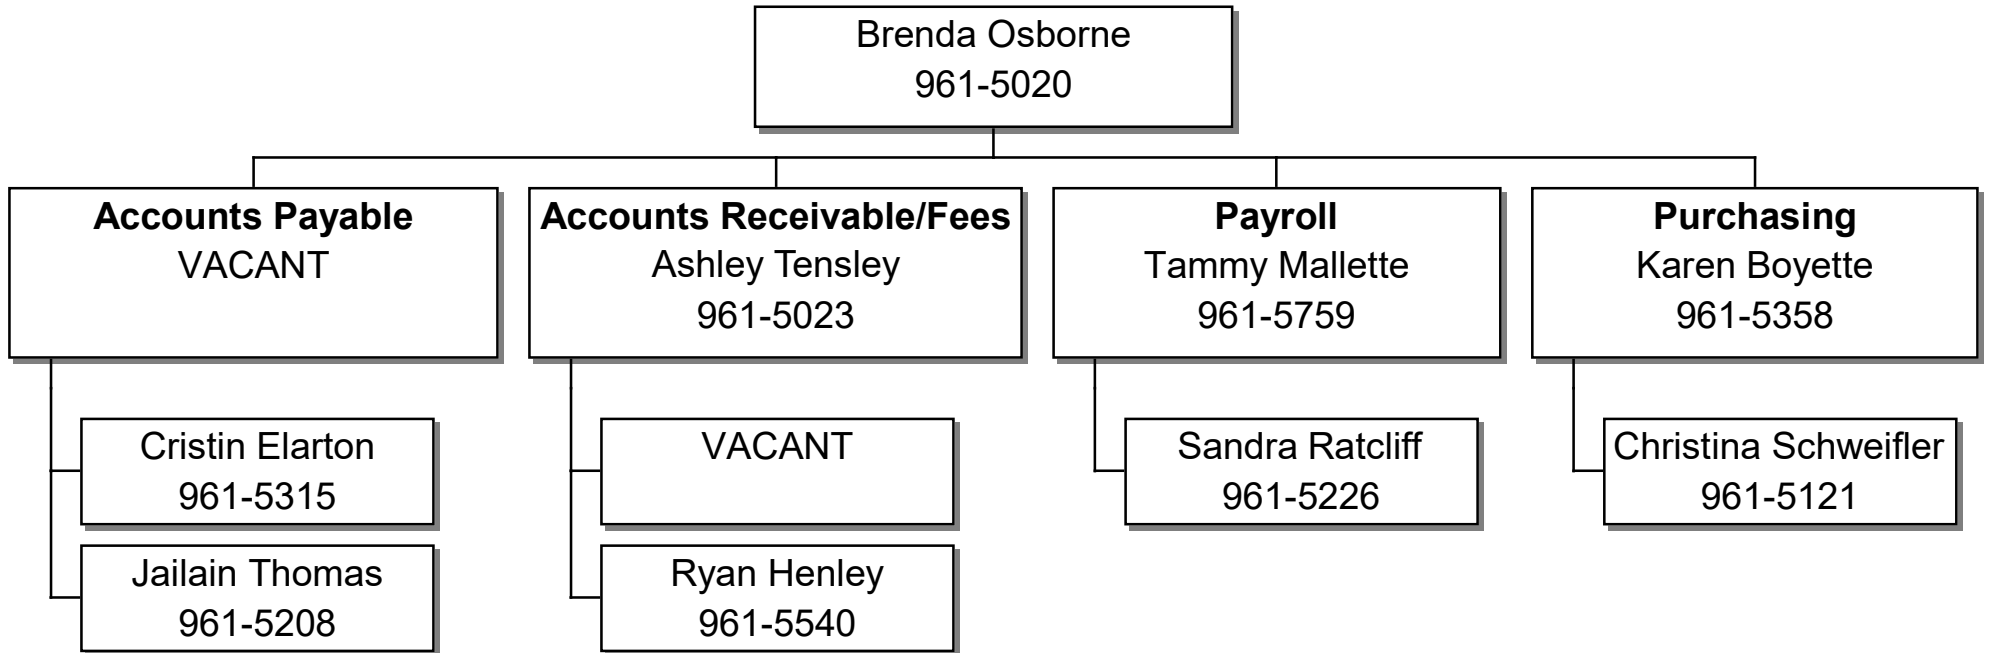 Brenda Osborne
961-5020
Accounts Payable
VACANT
Accounts Receivable/Fees
Ashley Tensley
961-5023
Payroll
Tammy Mallette
961-5759
Purchasing
Karen Boyette
961-5358
Cristin Elarton
961-5315
Jailain Thomas
961-5208
VACANT
Ryan Henley
961-5540
Sandra Ratcliff
961-5226
Christina Schweifler
961-5121